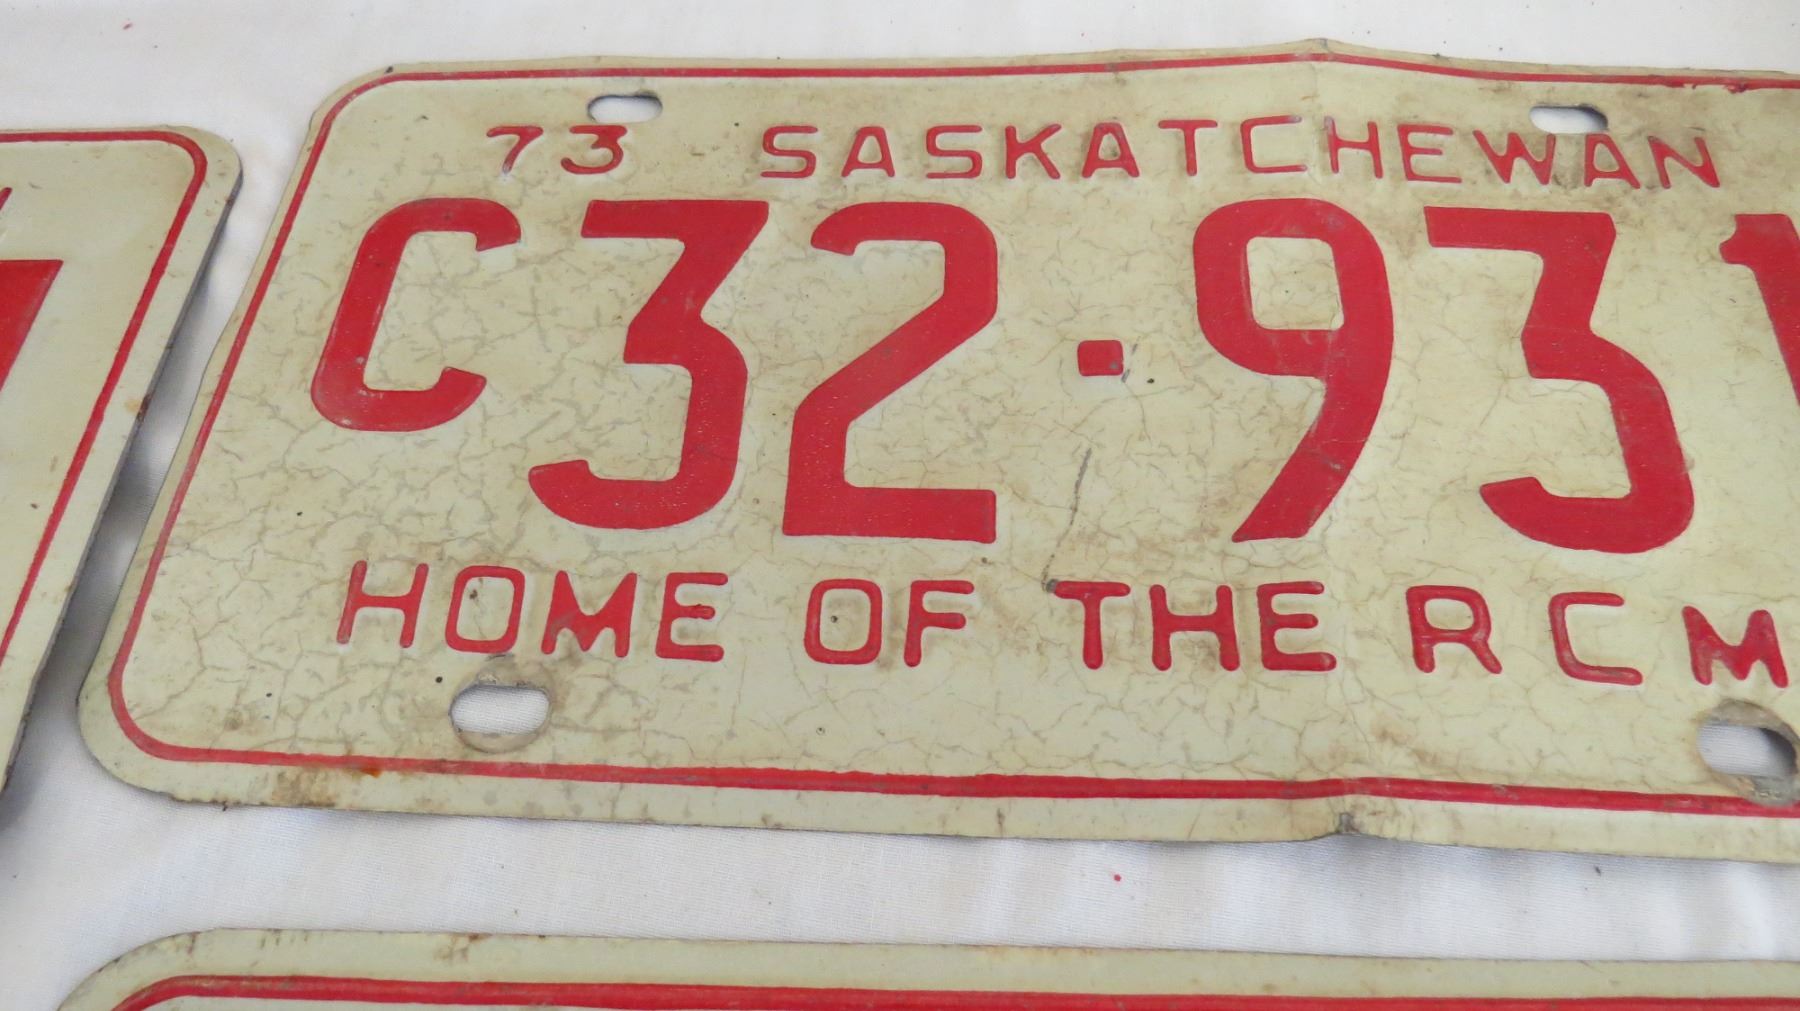 73 SASKATCHEWAN
C32·93
HOME OF THE RCM